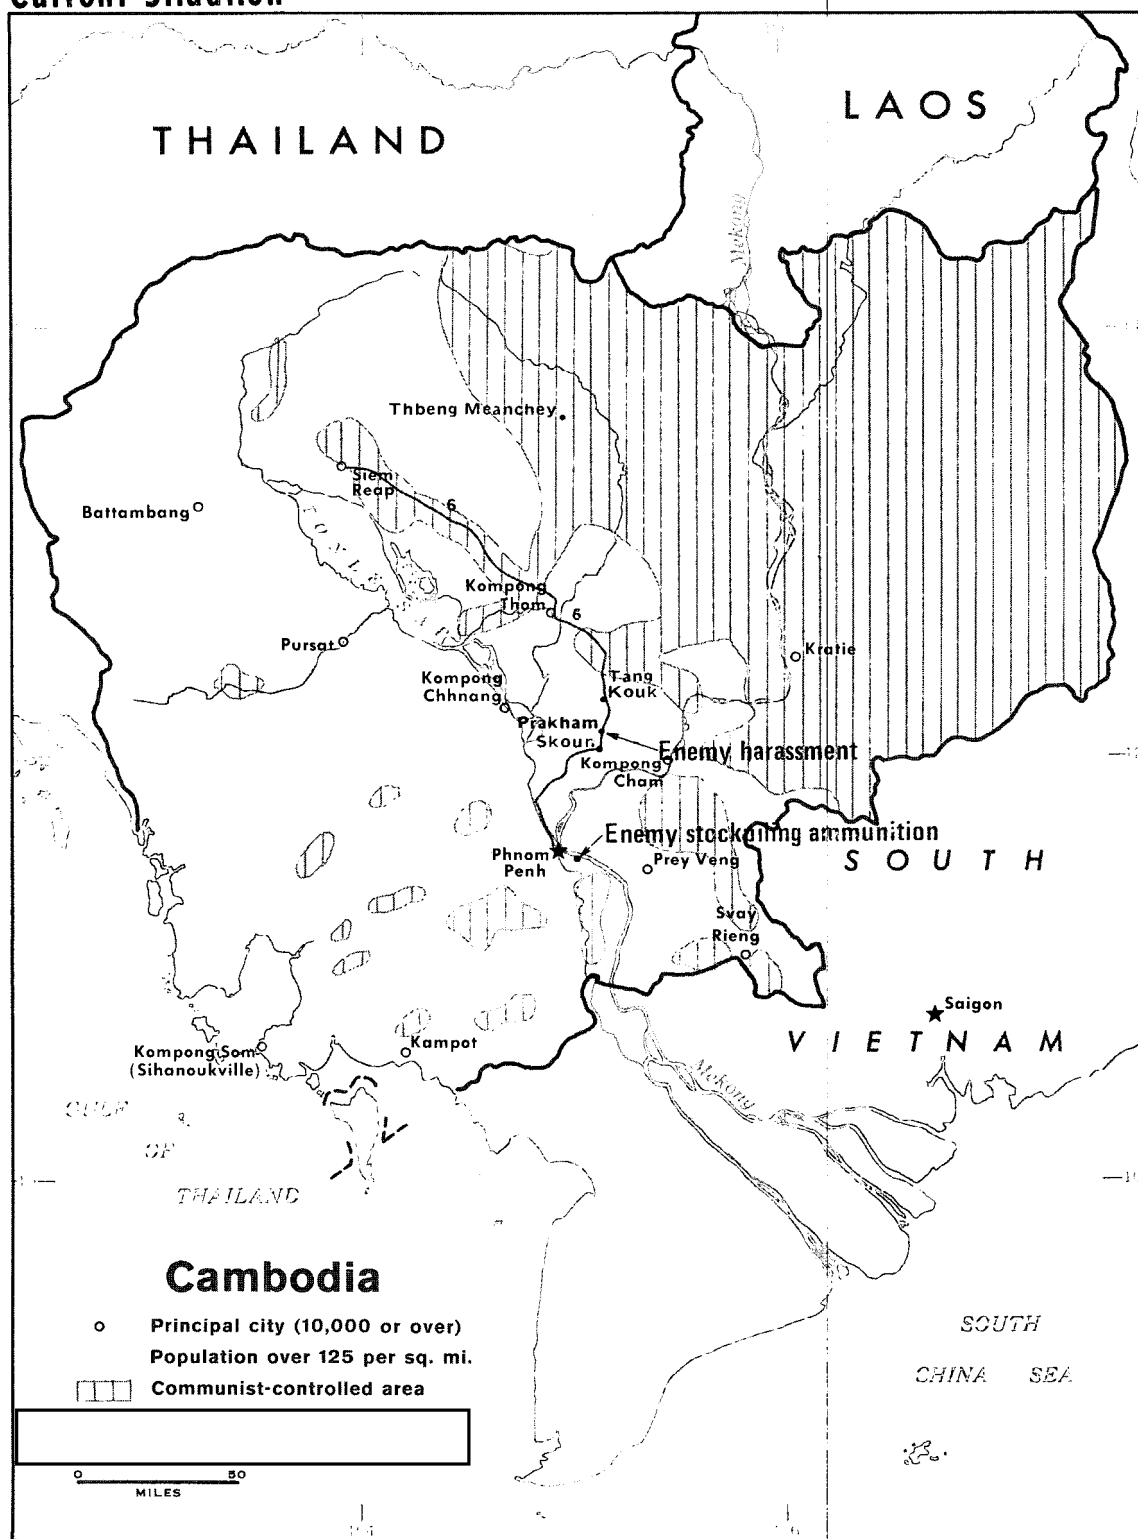 Current Situation
THAILAND
LAOS
Mekong
Thbeng Meanchey
Siem
Reap
6
Battambang
TONLE
Kompong
Thom
6
Pursat
Kratie
Kompong
Chhnang
Tang
Kouk
Prakham
Skoun
Enemy harassment
Kompong
Cham
Enemy stockpiling ammunition
Phnom
Penh
Prey Veng
SOUTH
Svay
Rieng
Saigon
VIETNAM
Kompong Som
(Sihanoukville)
Kampot
Mekong
GULF
OF
THAILAND
Cambodia
Principal city (10,000 or over)
Population over 125 per sq. mi.
Communist-controlled area
SOUTH
CHINA SEA
0 50
MILES